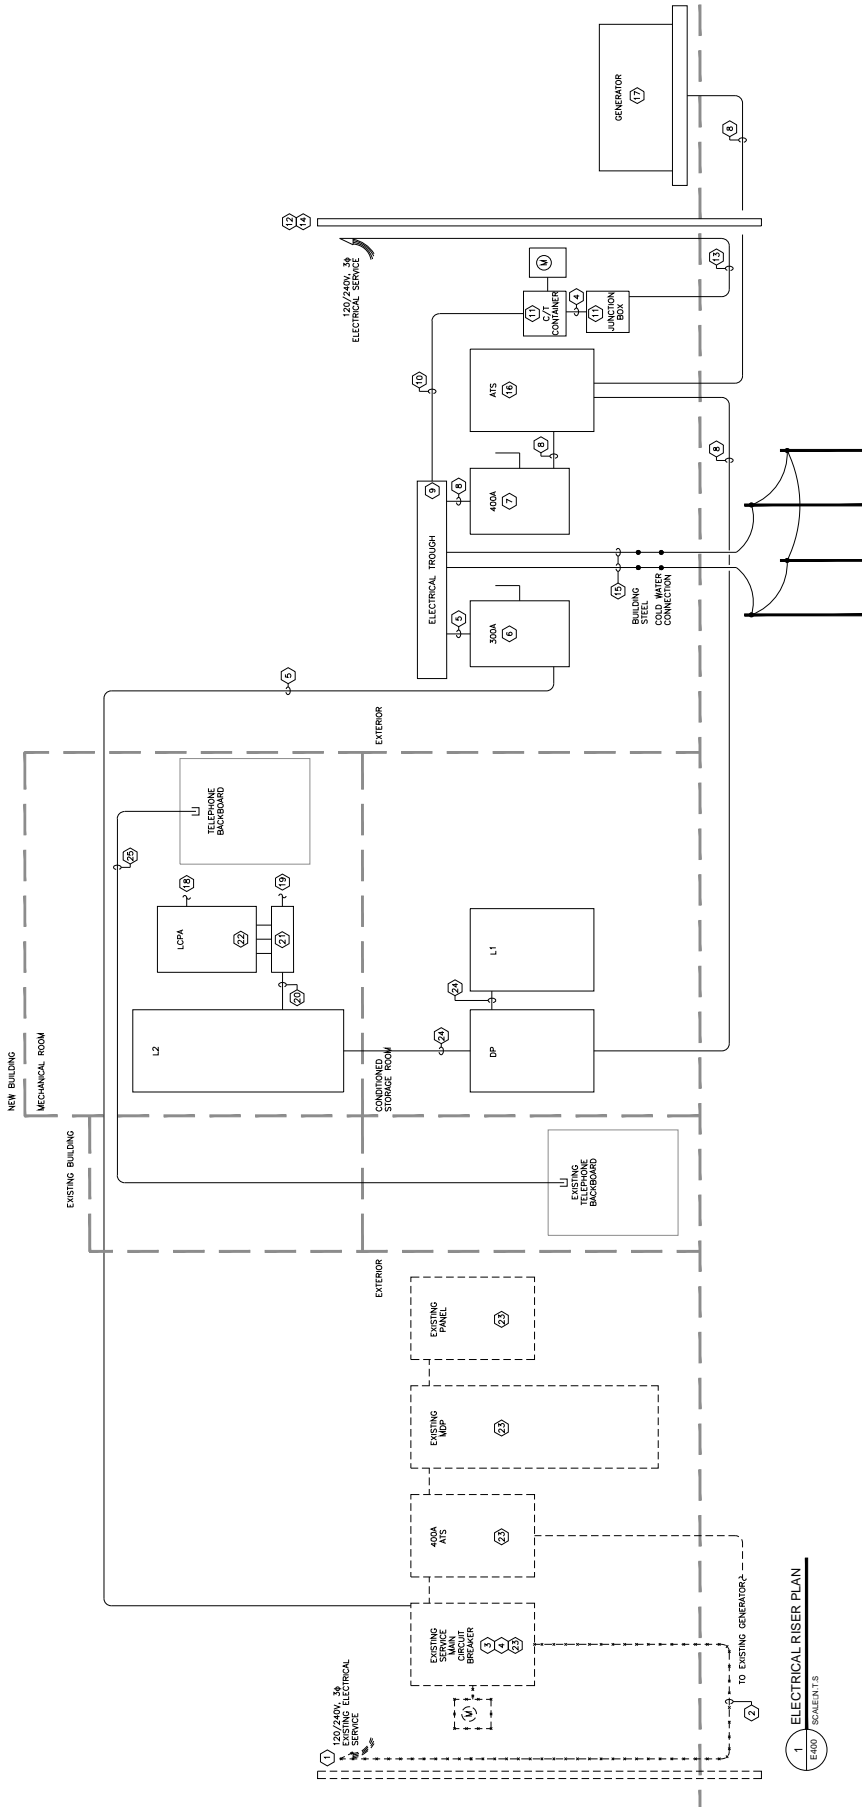 1
120/240V, 3Φ
EXISTING ELECTRICAL
SERVICE
M
EXISTING
SERVICE
MAIN
CIRCUIT
BREAKER
3
4
23
2
TO EXISTING GENERATOR
400A
ATS
23
EXISTING
MDP
23
EXISTING
PANEL
23
EXTERIOR
EXISTING BUILDING
EXISTING
TELEPHONE
BACKBOARD
NEW BUILDING
MECHANICAL ROOM
CONDITIONED
STORAGE ROOM
L2
24
DP
24
L1
20
LCPA
22
21
18
19
25
TELEPHONE
BACKBOARD
EXTERIOR
5
ELECTRICAL TROUGH
9
5
300A
6
8
400A
7
8
15
BUILDING
STEEL
COLD WATER
CONNECTION
10
ATS
16
8
120/240V, 3Φ
ELECTRICAL SERVICE
11
C/T
CONTAINER
M
4
11
JUNCTION
BOX
13
12
14
8
GENERATOR
17
1
E400
ELECTRICAL RISER PLAN
SCALE:N.T.S